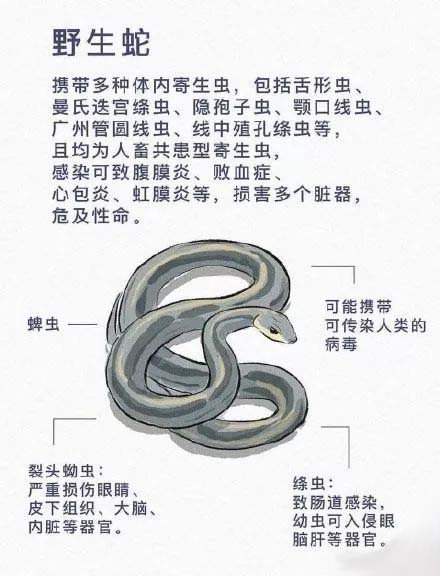 野生蛇
携带多种体内寄生虫，包括舌形虫、
曼氏迭宫绦虫、隐孢子虫、颚口线虫、
广州管圆线虫、线中殖孔绦虫等，
且均为人畜共患型寄生虫，
感染可致腹膜炎、败血症、
心包炎、虹膜炎等，损害多个脏器，
危及性命。
蜱虫
可能携带
可传染人类的
病毒
裂头蚴虫：
严重损伤眼睛、
皮下组织、大脑、
内脏等器官。
绦虫：
致肠道感染，
幼虫可入侵眼
脑肝等器官。